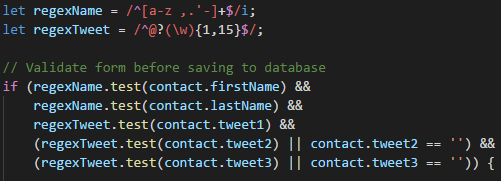 let regexName = /^[a-z ,.'-]+$/i;
let regexTweet = /^@?(\w){1,15}$/;
// Validate form before saving to database
if (regexName.test(contact.firstName) &&
regexName.test(contact.lastName) &&
regexTweet.test(contact.tweet1) &&
(regexTweet.test(contact.tweet2) || contact.tweet2 == '') &&
(regexTweet.test(contact.tweet3) || contact.tweet3 == '')) {